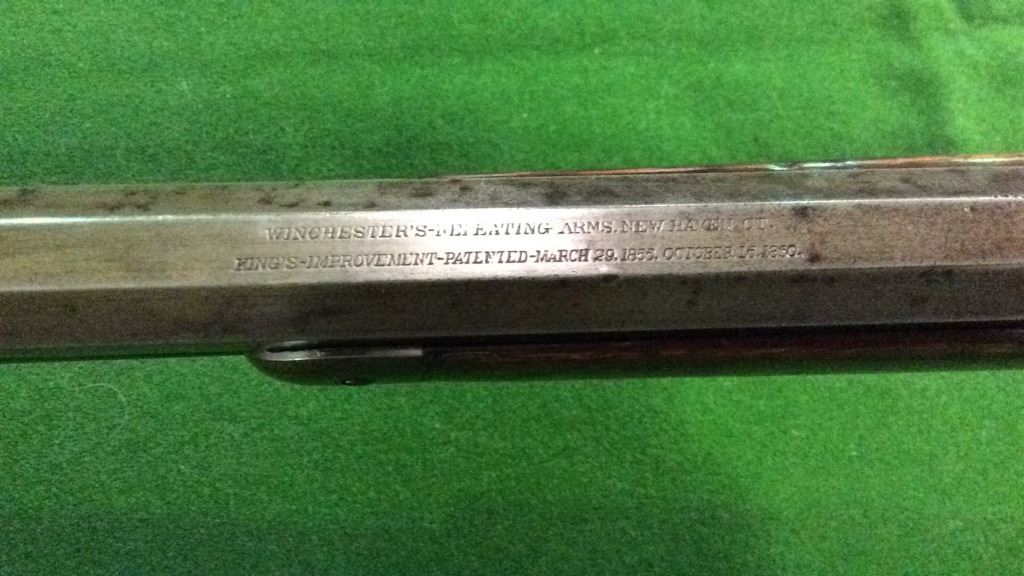 WINCHESTER'S-REPEATING ARMS. NEW HAVEN. CT.
KING'S-IMPROVEMENT-PATENTED-MARCH 29. 1866. OCTOBER 16. 1860.